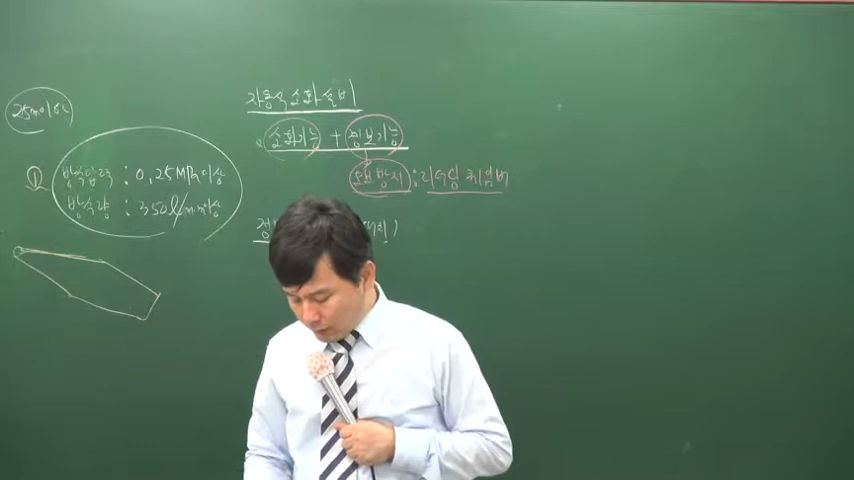 자동식 소화설비
25m이하
소화기능 + 경보기능
① 방수압력 : 0.25MPa이상
방수량 : 350ℓ/min이상
오보방지 : 리타딩 챔버